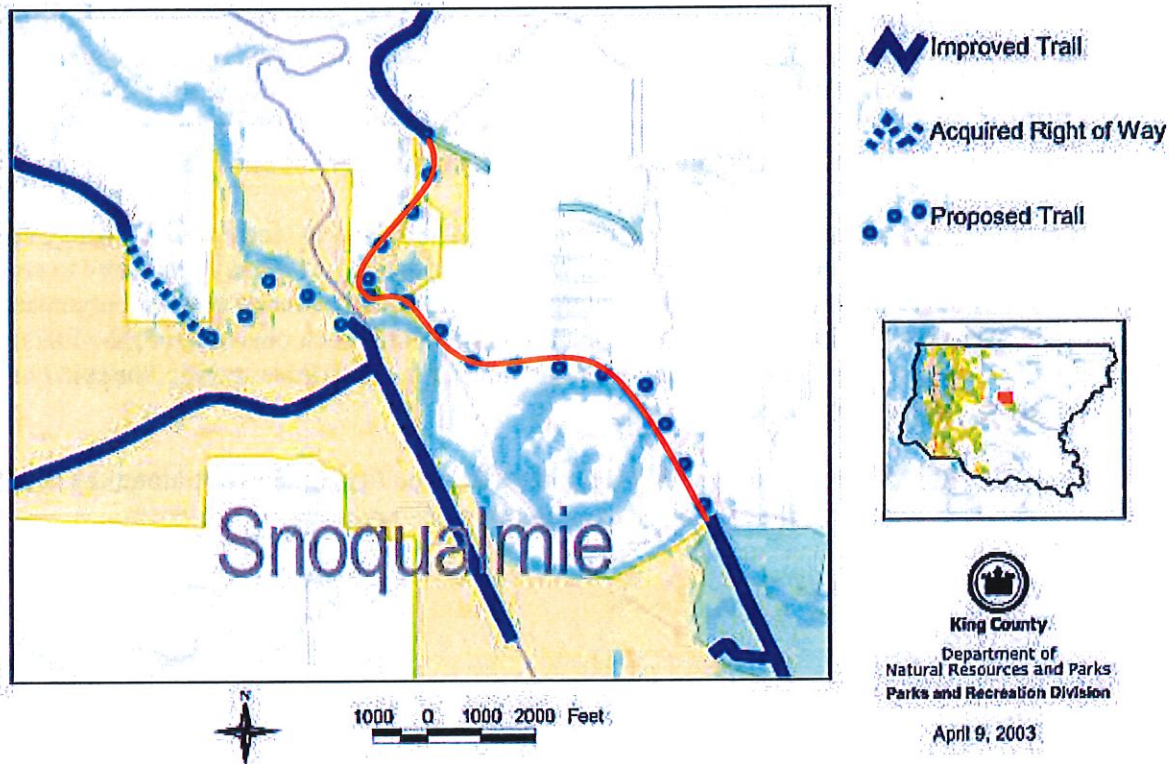 Improved Trail
Acquired Right of Way
Proposed Trail
Snoqualmie
King County
Department of
Natural Resources and Parks
Parks and Recreation Division
April 9, 2003
N
1000 0 1000 2000 Feet